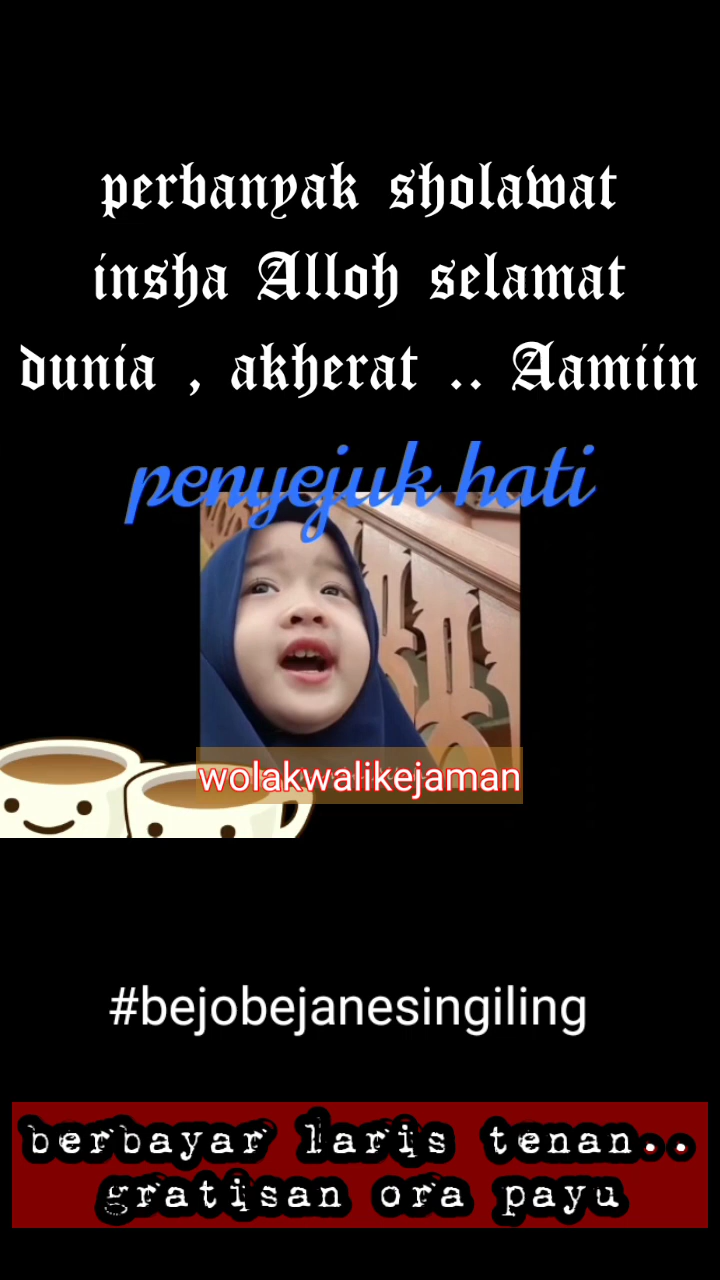 perbanyak sholawat
insha Alloh selamat
dunia , akherat .. Aamiin
penyejuk hati
wolakwalikejaman
#bejobejanesingiling
berbayar laris tenan..
gratisan ora payu